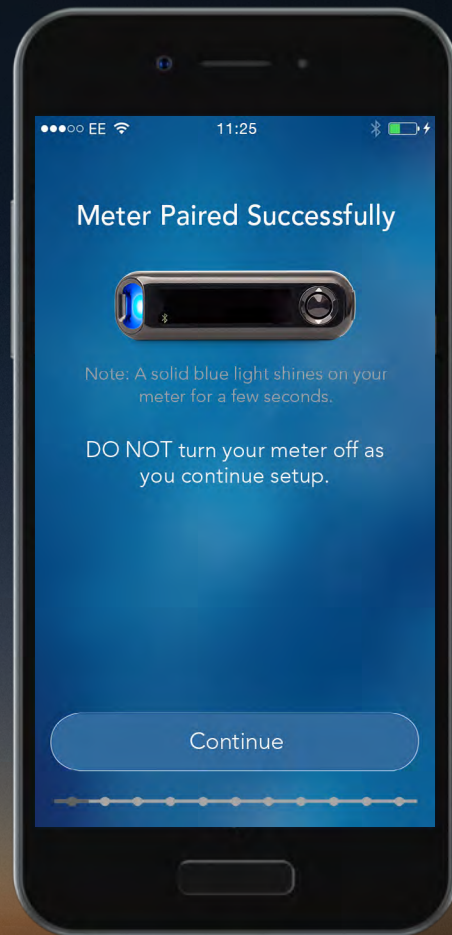 EE 11:25
Meter Paired Successfully
Note: A solid blue light shines on your
meter for a few seconds.
DO NOT turn your meter off as
you continue setup.
Continue